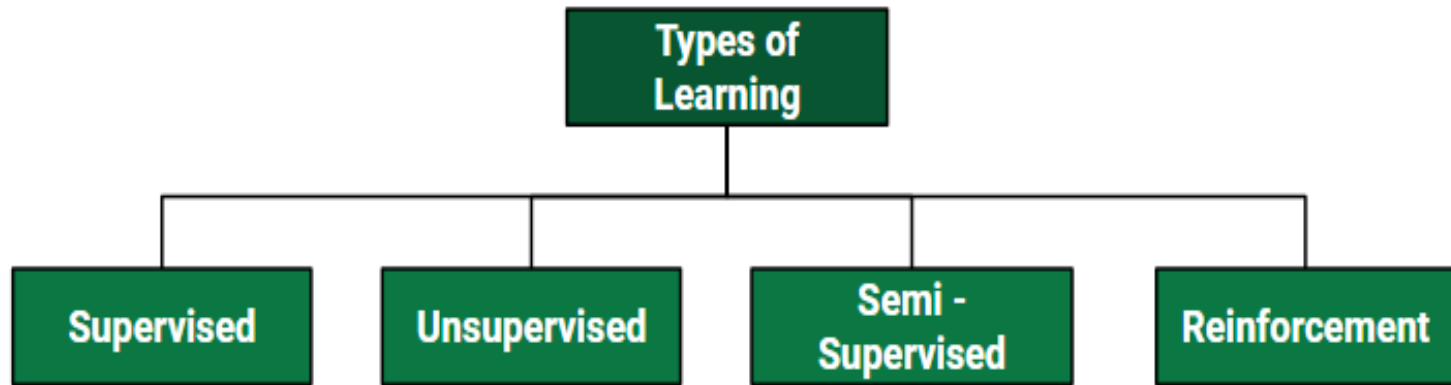 Types of
Learning
Supervised
Unsupervised
Semi -
Supervised
Reinforcement